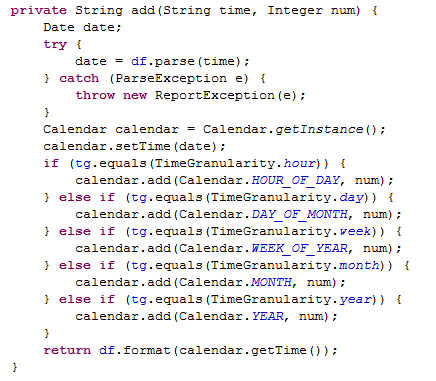 private String add(String time, Integer num) {
    Date date;
    try {
        date = df.parse(time);
    } catch (ParseException e) {
        throw new ReportException(e);
    }
    Calendar calendar = Calendar.getInstance();
    calendar.setTime(date);
    if (tg.equals(TimeGranularity.hour)) {
        calendar.add(Calendar.HOUR_OF_DAY, num);
    } else if (tg.equals(TimeGranularity.day)) {
        calendar.add(Calendar.DAY_OF_MONTH, num);
    } else if (tg.equals(TimeGranularity.week)) {
        calendar.add(Calendar.WEEK_OF_YEAR, num);
    } else if (tg.equals(TimeGranularity.month)) {
        calendar.add(Calendar.MONTH, num);
    } else if (tg.equals(TimeGranularity.year)) {
        calendar.add(Calendar.YEAR, num);
    }
    return df.format(calendar.getTime());
}